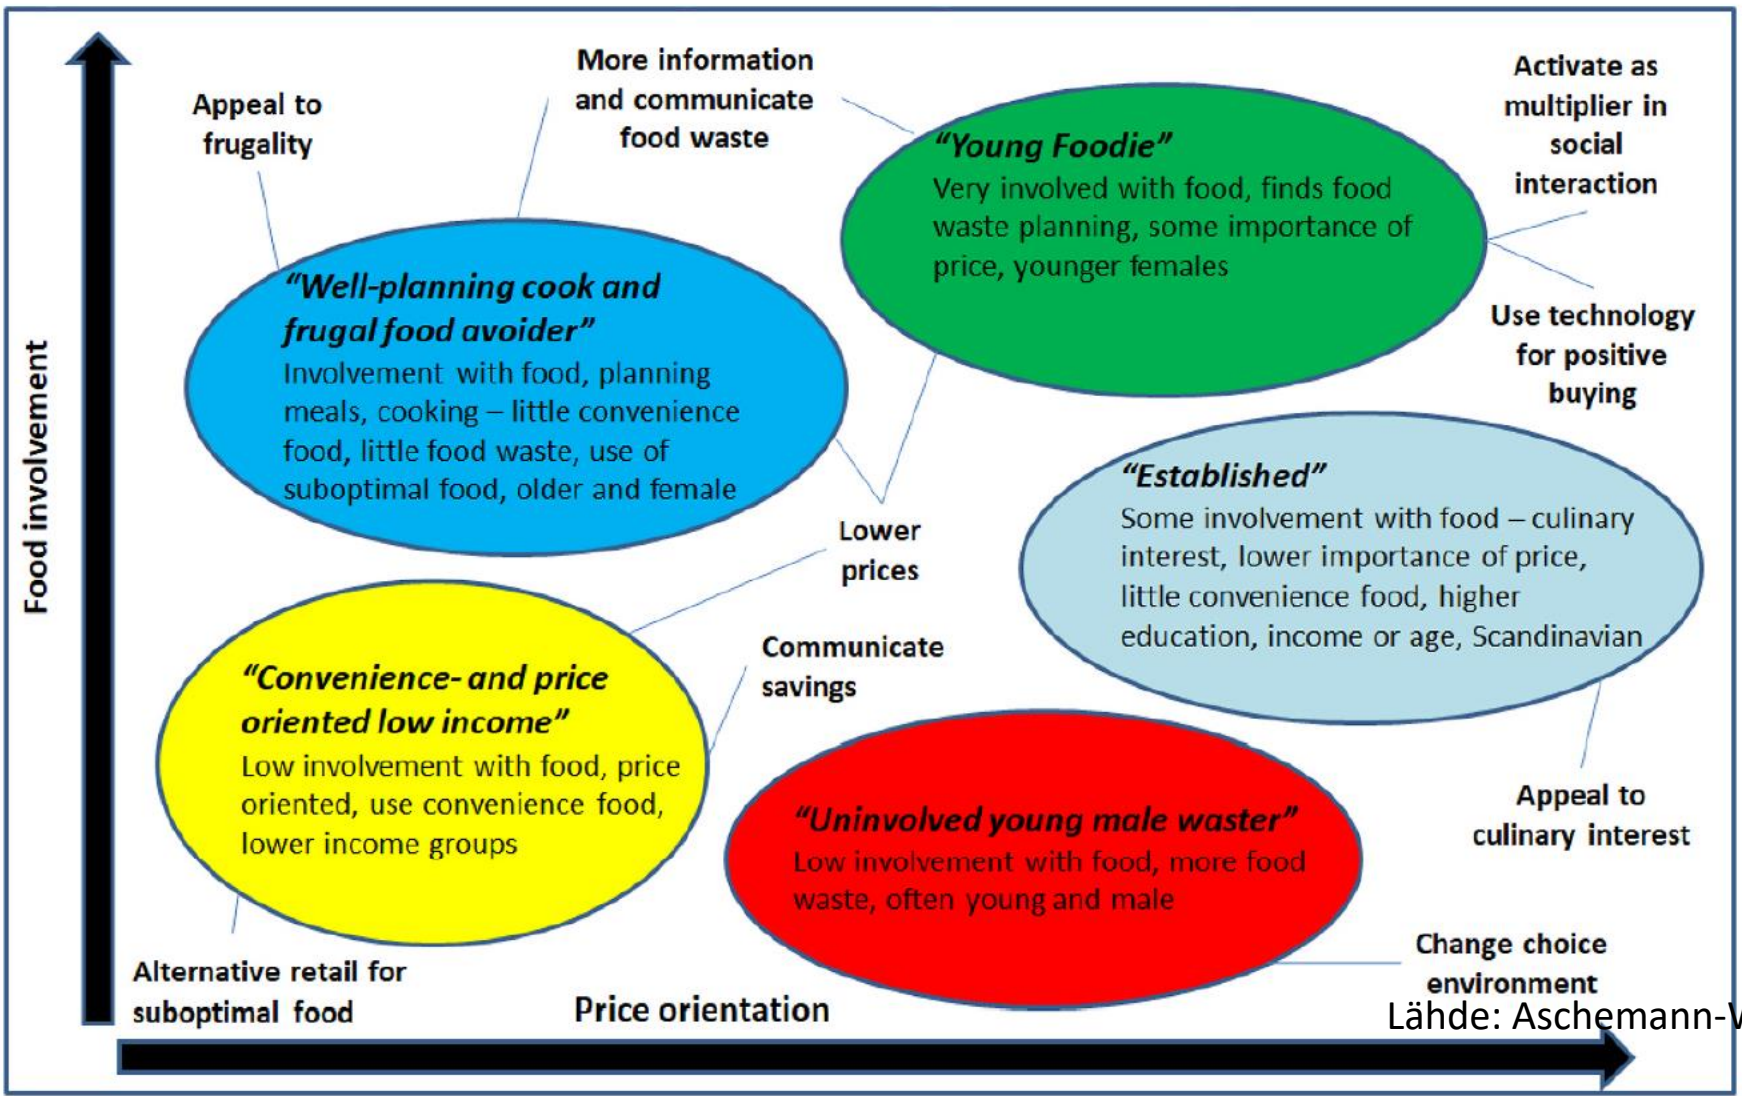 More information
and communicate
food waste
Appeal to
frugality
Activate as
multiplier in
social
interaction
“Young Foodie”
Very involved with food, finds food
waste planning, some importance of
price, younger females
“Well-planning cook and
frugal food avoider”
Involvement with food, planning
meals, cooking – little convenience
food, little food waste, use of
suboptimal food, older and female
Use technology
for positive
buying
Food involvement
“Established”
Some involvement with food – culinary
interest, lower importance of price,
little convenience food, higher
education, income or age, Scandinavian
Lower
prices
Communicate
savings
“Convenience- and price
oriented low income”
Low involvement with food, price
oriented, use convenience food,
lower income groups
“Uninvolved young male waster”
Low involvement with food, more food
waste, often young and male
Appeal to
culinary interest
Change choice
environment
Alternative retail for
suboptimal food
Price orientation
Lähde: Aschemann-